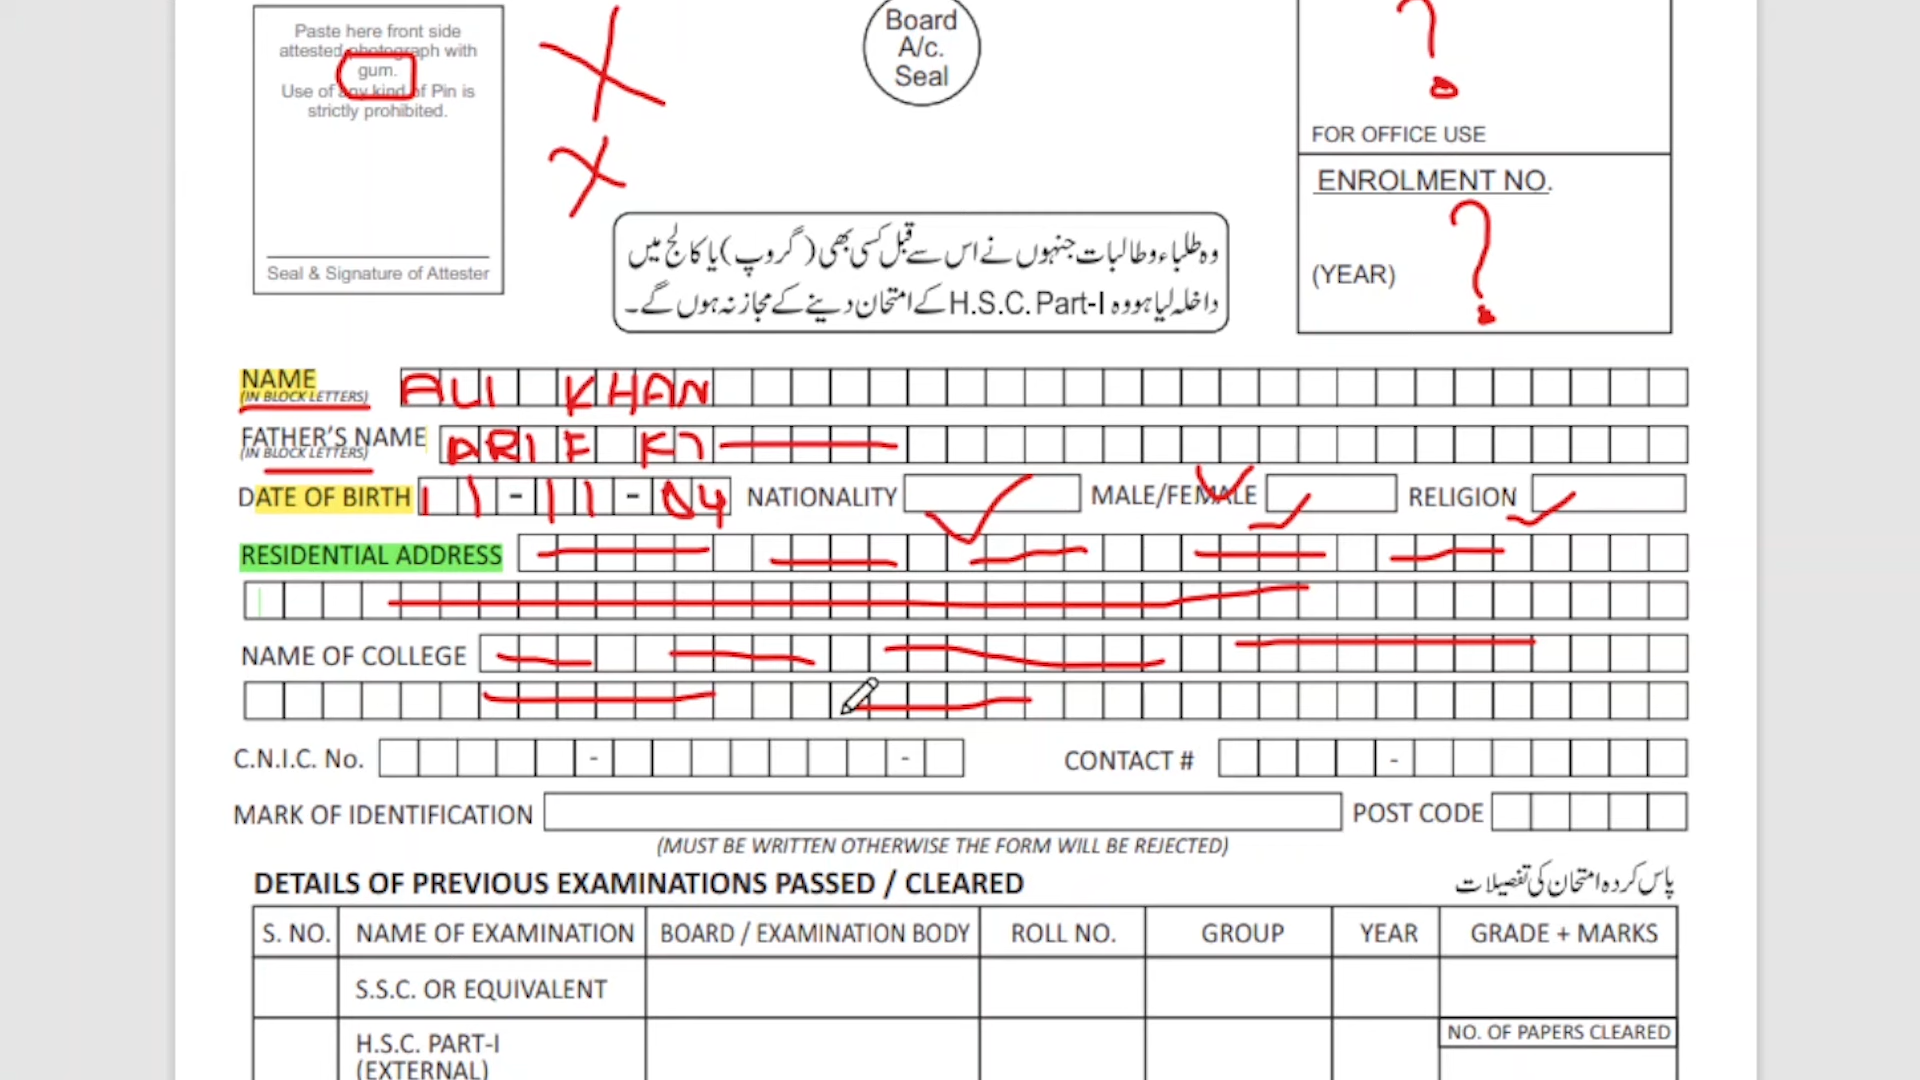 Paste here front side
attested photograph with
gum.
Use of any kind of Pin is
strictly prohibited.
Seal & Signature of Attester
Board
A/c.
Seal
?
FOR OFFICE USE
ENROLMENT NO.
(YEAR) ?
وہ طلباء و طالبات جنہوں نے اس سے قبل کسی بھی (گروپ) یا کالج میں
داخلہ لیا ہو وہ H.S.C. Part-I کے امتحان دینے کے مجاز نہ ہوں گے۔
NAME ALI KHAN
(IN BLOCK LETTERS)
FATHER'S NAME ARIF K
(IN BLOCK LETTERS)
DATE OF BIRTH 11-11-04 NATIONALITY MALE/FEMALE RELIGION
RESIDENTIAL ADDRESS
NAME OF COLLEGE
C.N.I.C. No. - - CONTACT # -
MARK OF IDENTIFICATION POST CODE
(MUST BE WRITTEN OTHERWISE THE FORM WILL BE REJECTED)
DETAILS OF PREVIOUS EXAMINATIONS PASSED / CLEARED پاس کردہ امتحان کی تفصیلات
S. NO. NAME OF EXAMINATION BOARD / EXAMINATION BODY ROLL NO. GROUP YEAR GRADE + MARKS
S.S.C. OR EQUIVALENT
NO. OF PAPERS CLEARED
H.S.C. PART-I
(EXTERNAL)